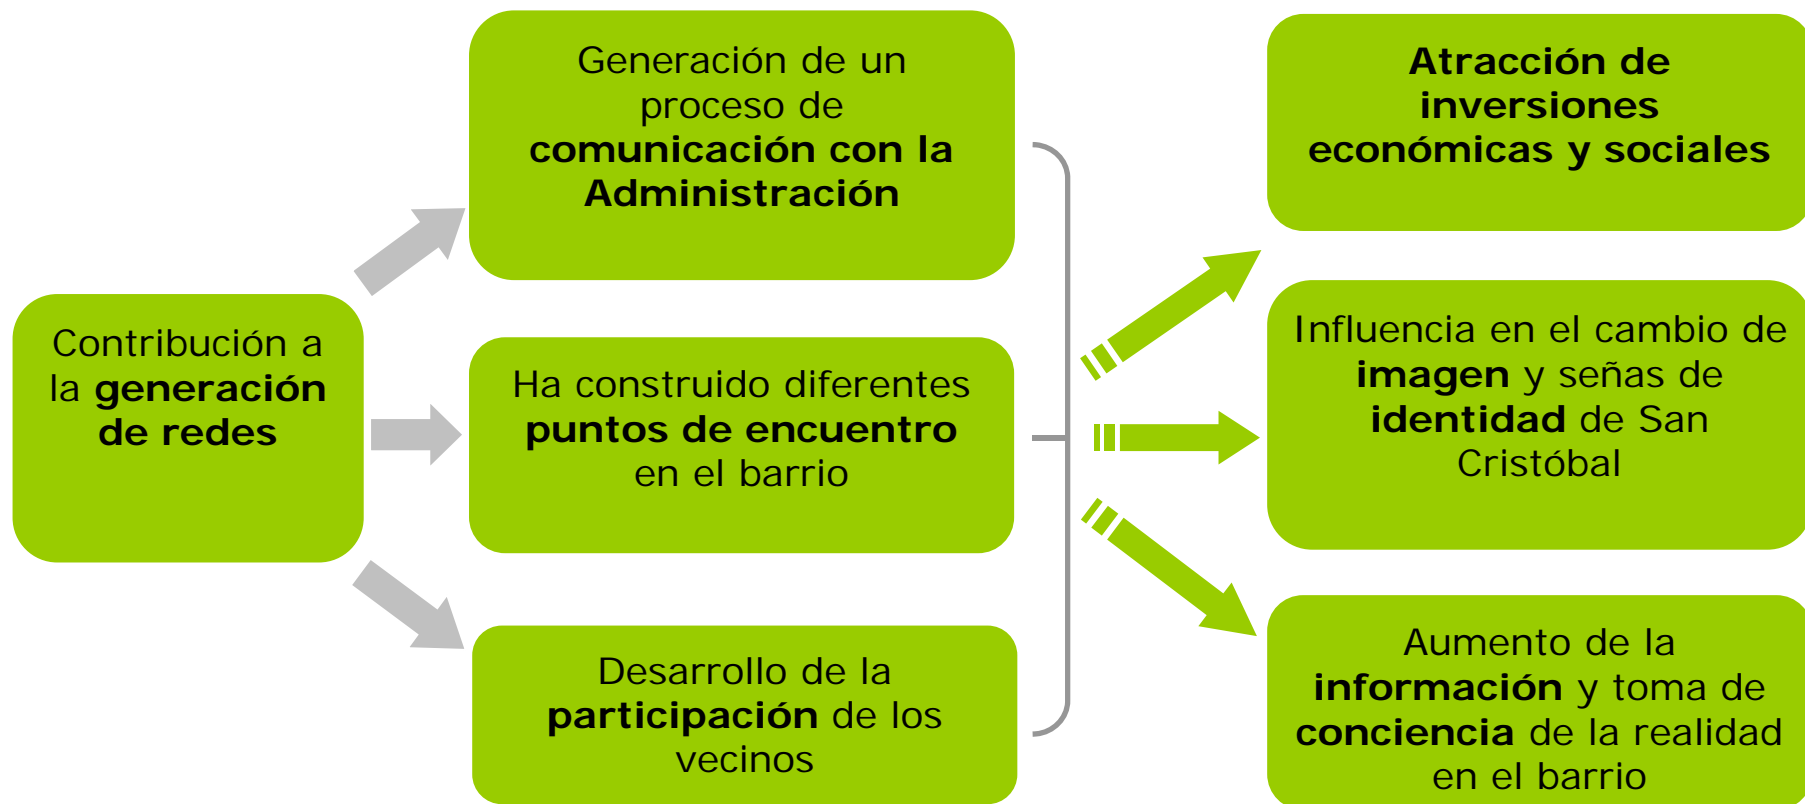 Contribución a
la generación
de redes
Generación de un
proceso de
comunicación con la
Administración
Ha construido diferentes
puntos de encuentro
en el barrio
Desarrollo de la
participación de los
vecinos
Atracción de
inversiones
económicas y sociales
Influencia en el cambio de
imagen y señas de
identidad de San
Cristóbal
Aumento de la
información y toma de
conciencia de la realidad
en el barrio